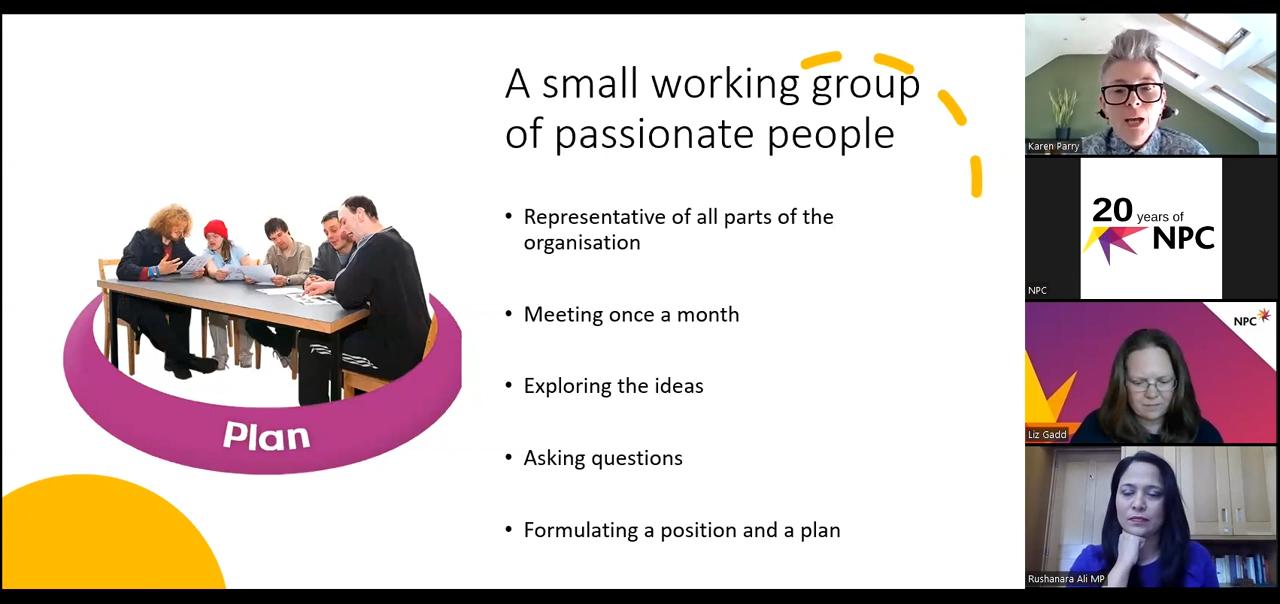 A small working group
of passionate people
• Representative of all parts of the
organisation
• Meeting once a month
• Exploring the ideas
• Asking questions
• Formulating a position and a plan
Plan
Karen Parry
20 years of
NPC
NPC
NPC
Liz Gadd
Rushanara Ali MP